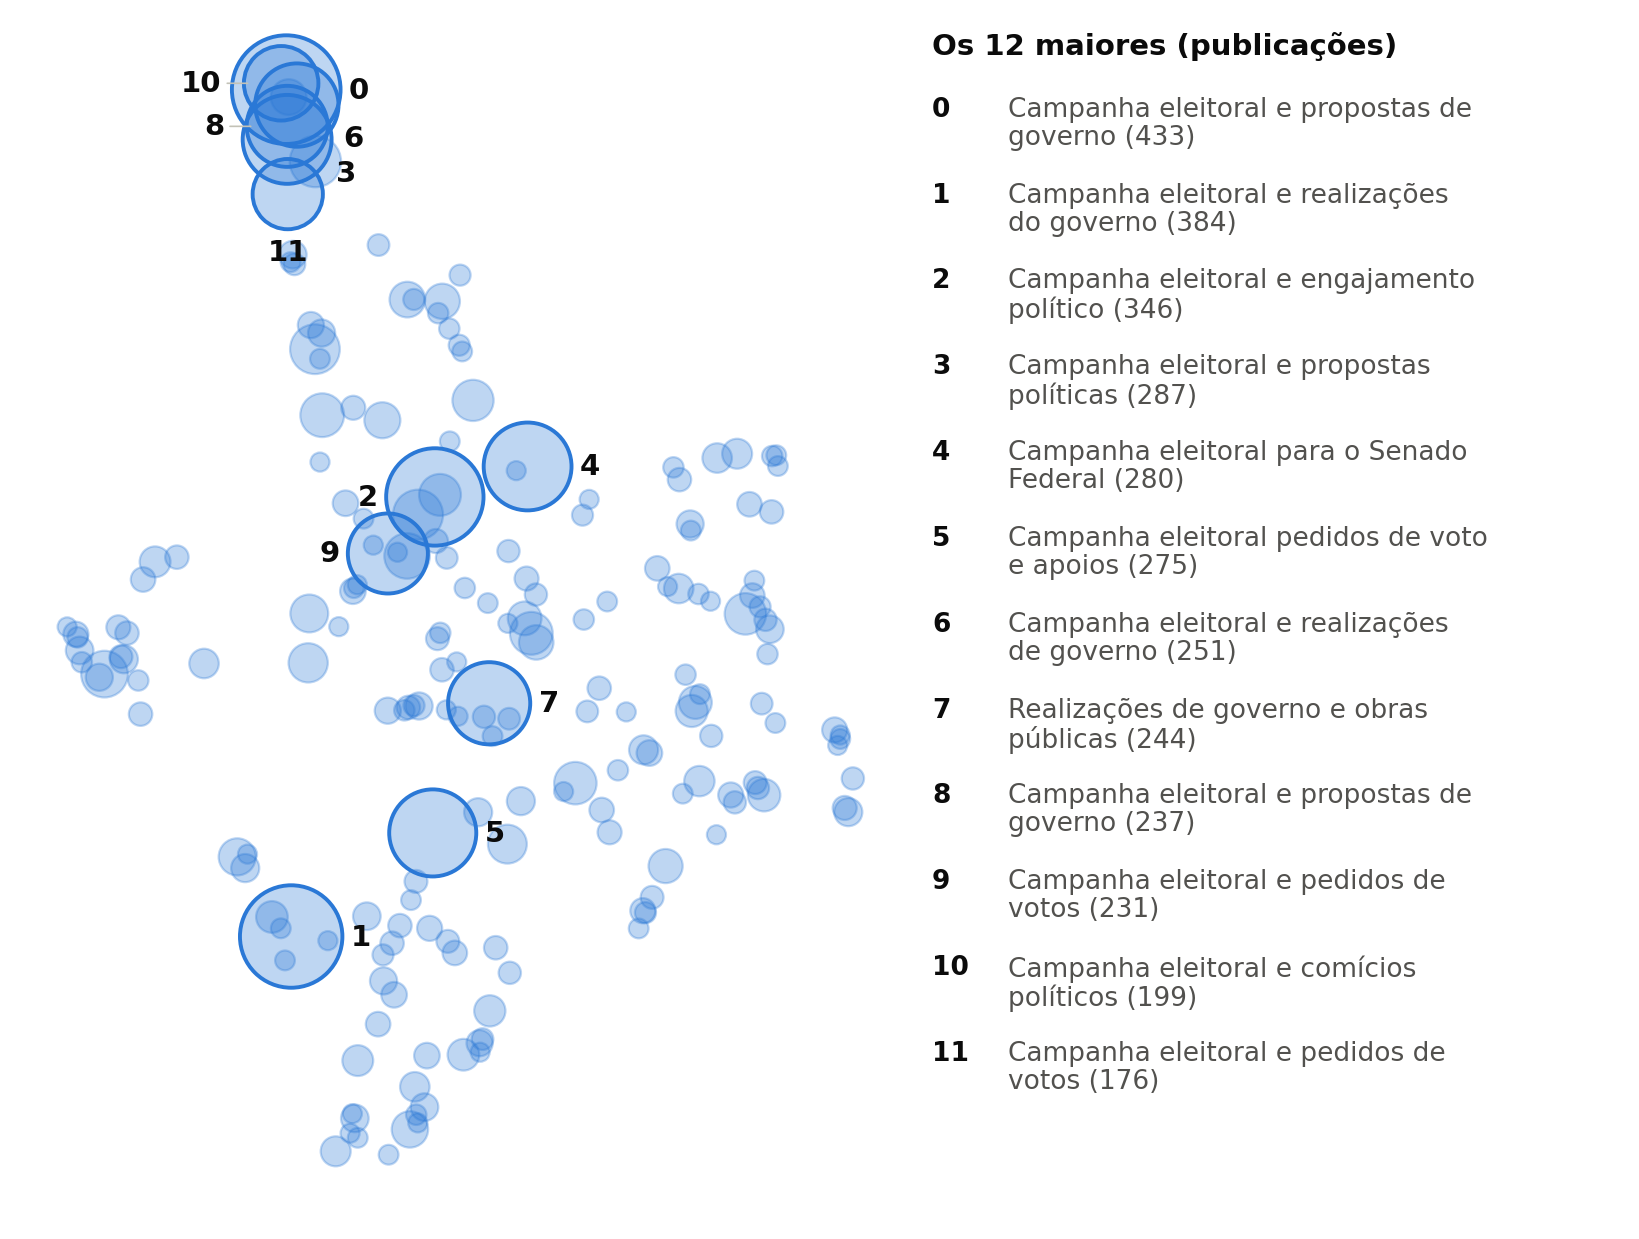 10
0
8
6
3
11
4
2
9
7
5
1
Os 12 maiores (publicações)
0 Campanha eleitoral e propostas de
governo (433)
1 Campanha eleitoral e realizações
do governo (384)
2 Campanha eleitoral e engajamento
político (346)
3 Campanha eleitoral e propostas
políticas (287)
4 Campanha eleitoral para o Senado
Federal (280)
5 Campanha eleitoral pedidos de voto
e apoios (275)
6 Campanha eleitoral e realizações
de governo (251)
7 Realizações de governo e obras
públicas (244)
8 Campanha eleitoral e propostas de
governo (237)
9 Campanha eleitoral e pedidos de
votos (231)
10 Campanha eleitoral e comícios
políticos (199)
11 Campanha eleitoral e pedidos de
votos (176)